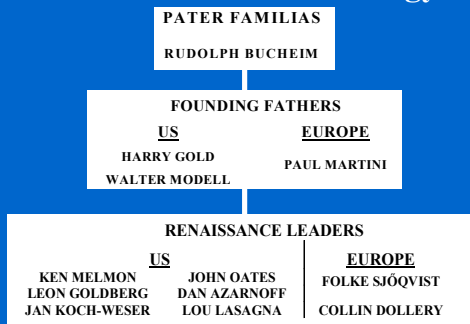 PATER FAMILIAS
RUDOLPH BUCHEIM
FOUNDING FATHERS
US
HARRY GOLD
WALTER MODELL
EUROPE
PAUL MARTINI
RENAISSANCE LEADERS
US
KEN MELMON
LEON GOLDBERG
JAN KOCH-WESER
JOHN OATES
DAN AZARNOFF
LOU LASAGNA
EUROPE
FOLKE SJŐQVIST
COLLIN DOLLERY